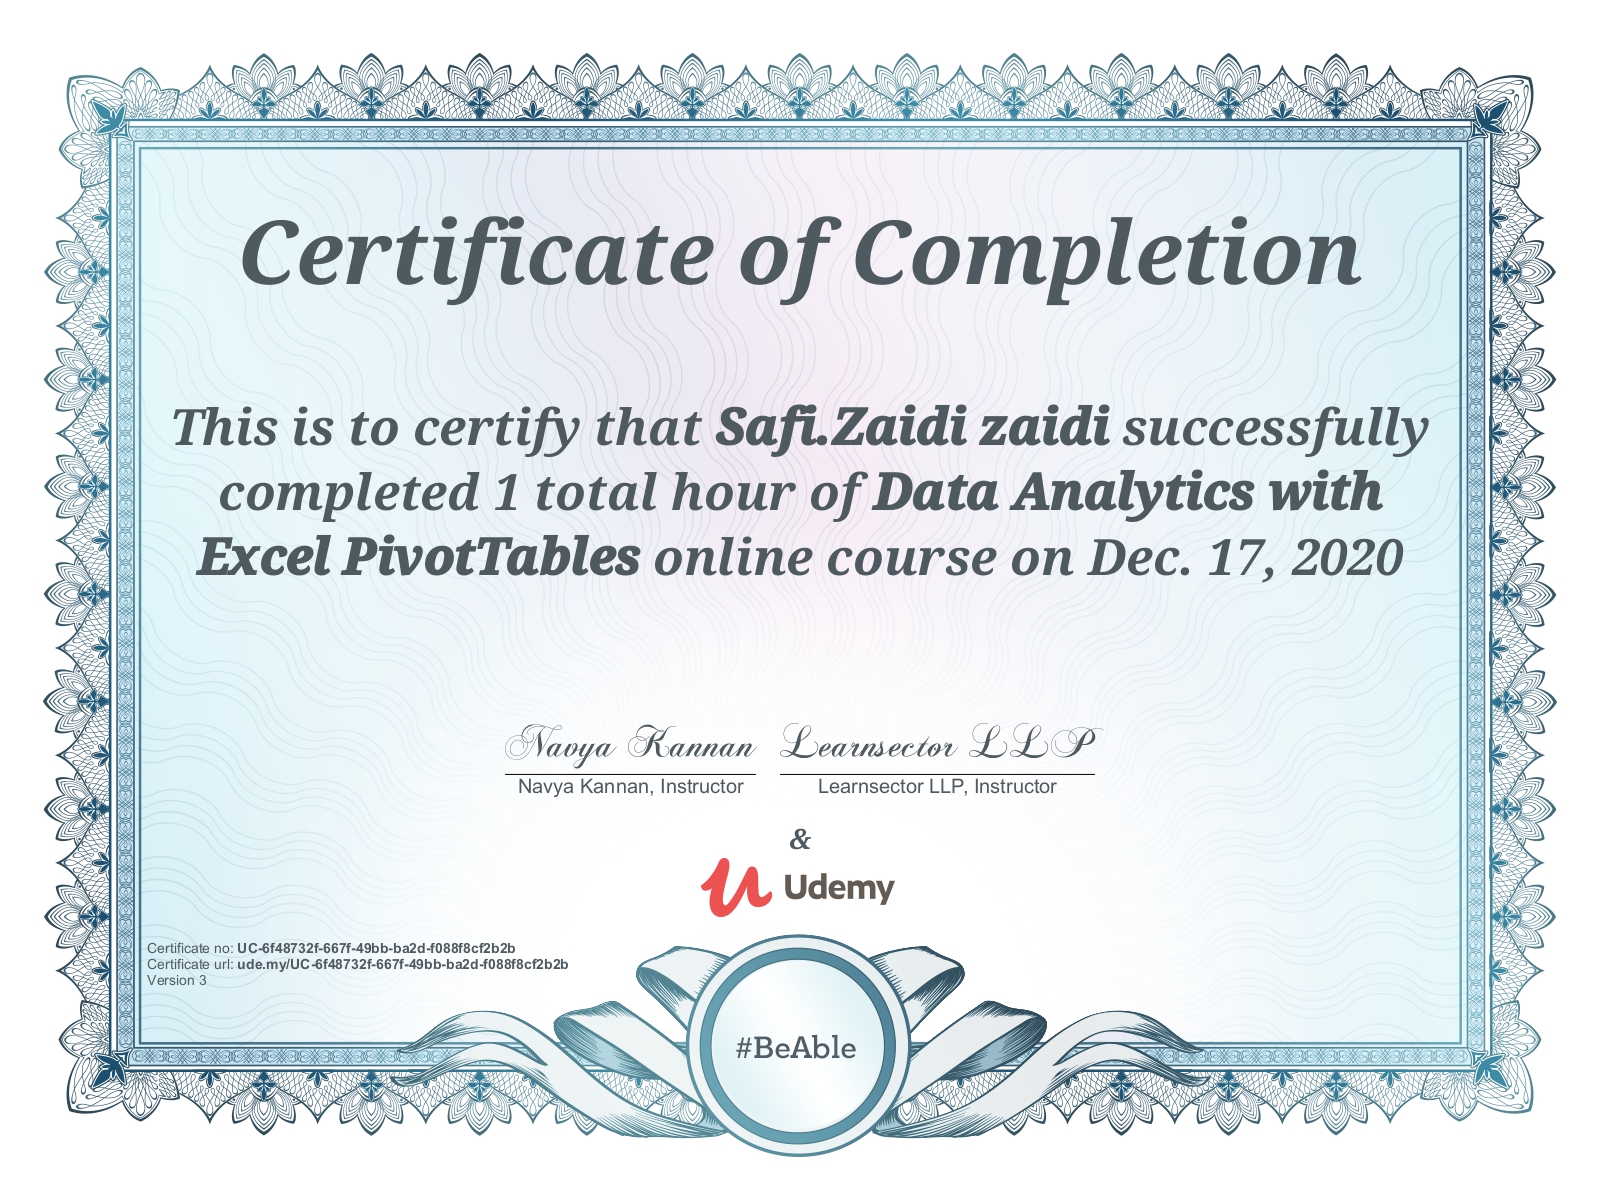 Certificate of Completion
This is to certify that Safi.Zaidi zaidi successfully
completed 1 total hour of Data Analytics with
Excel PivotTables online course on Dec. 17, 2020
Navya Kannan Learnsector LLP
Navya Kannan, Instructor Learnsector LLP, Instructor
&
Udemy
Certificate no: UC-6f48732f-667f-49bb-ba2d-f088f8cf2b2b
Certificate url: ude.my/UC-6f48732f-667f-49bb-ba2d-f088f8cf2b2b
Version 3
#BeAble